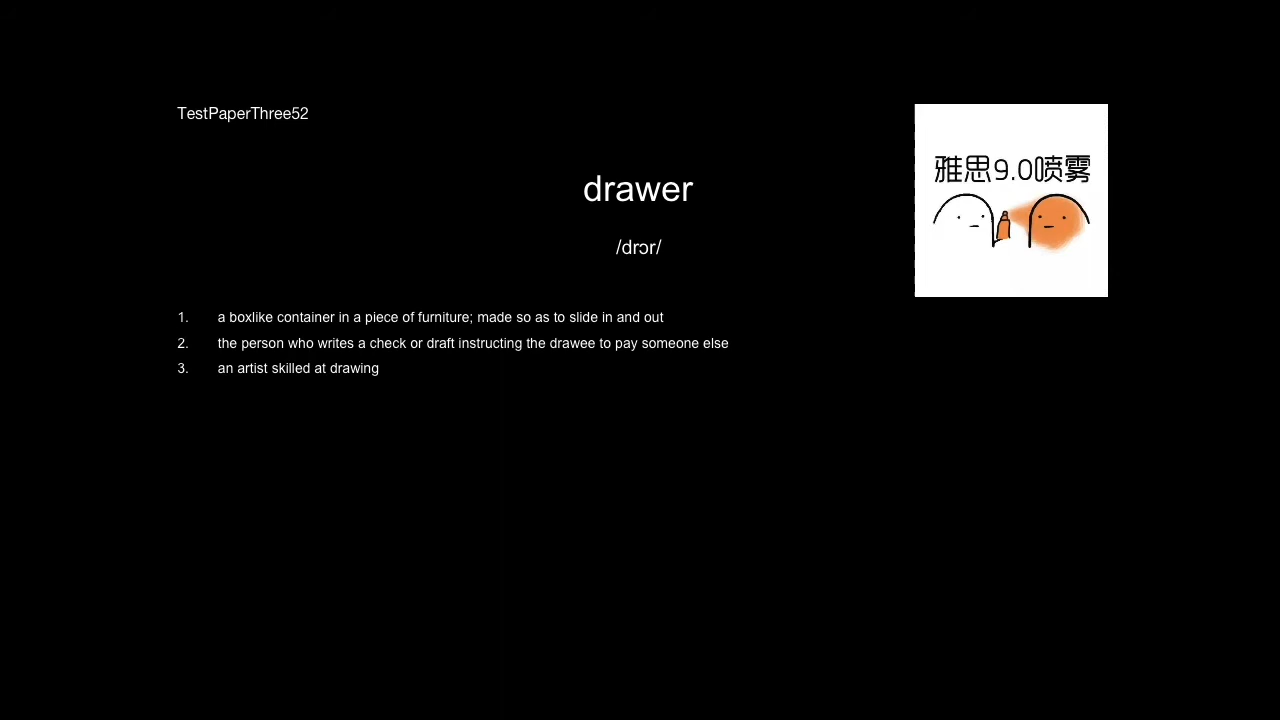 TestPaperThree52
雅思9.0喷雾
drawer
/drɔr/
1. a boxlike container in a piece of furniture; made so as to slide in and out
2. the person who writes a check or draft instructing the drawee to pay someone else
3. an artist skilled at drawing